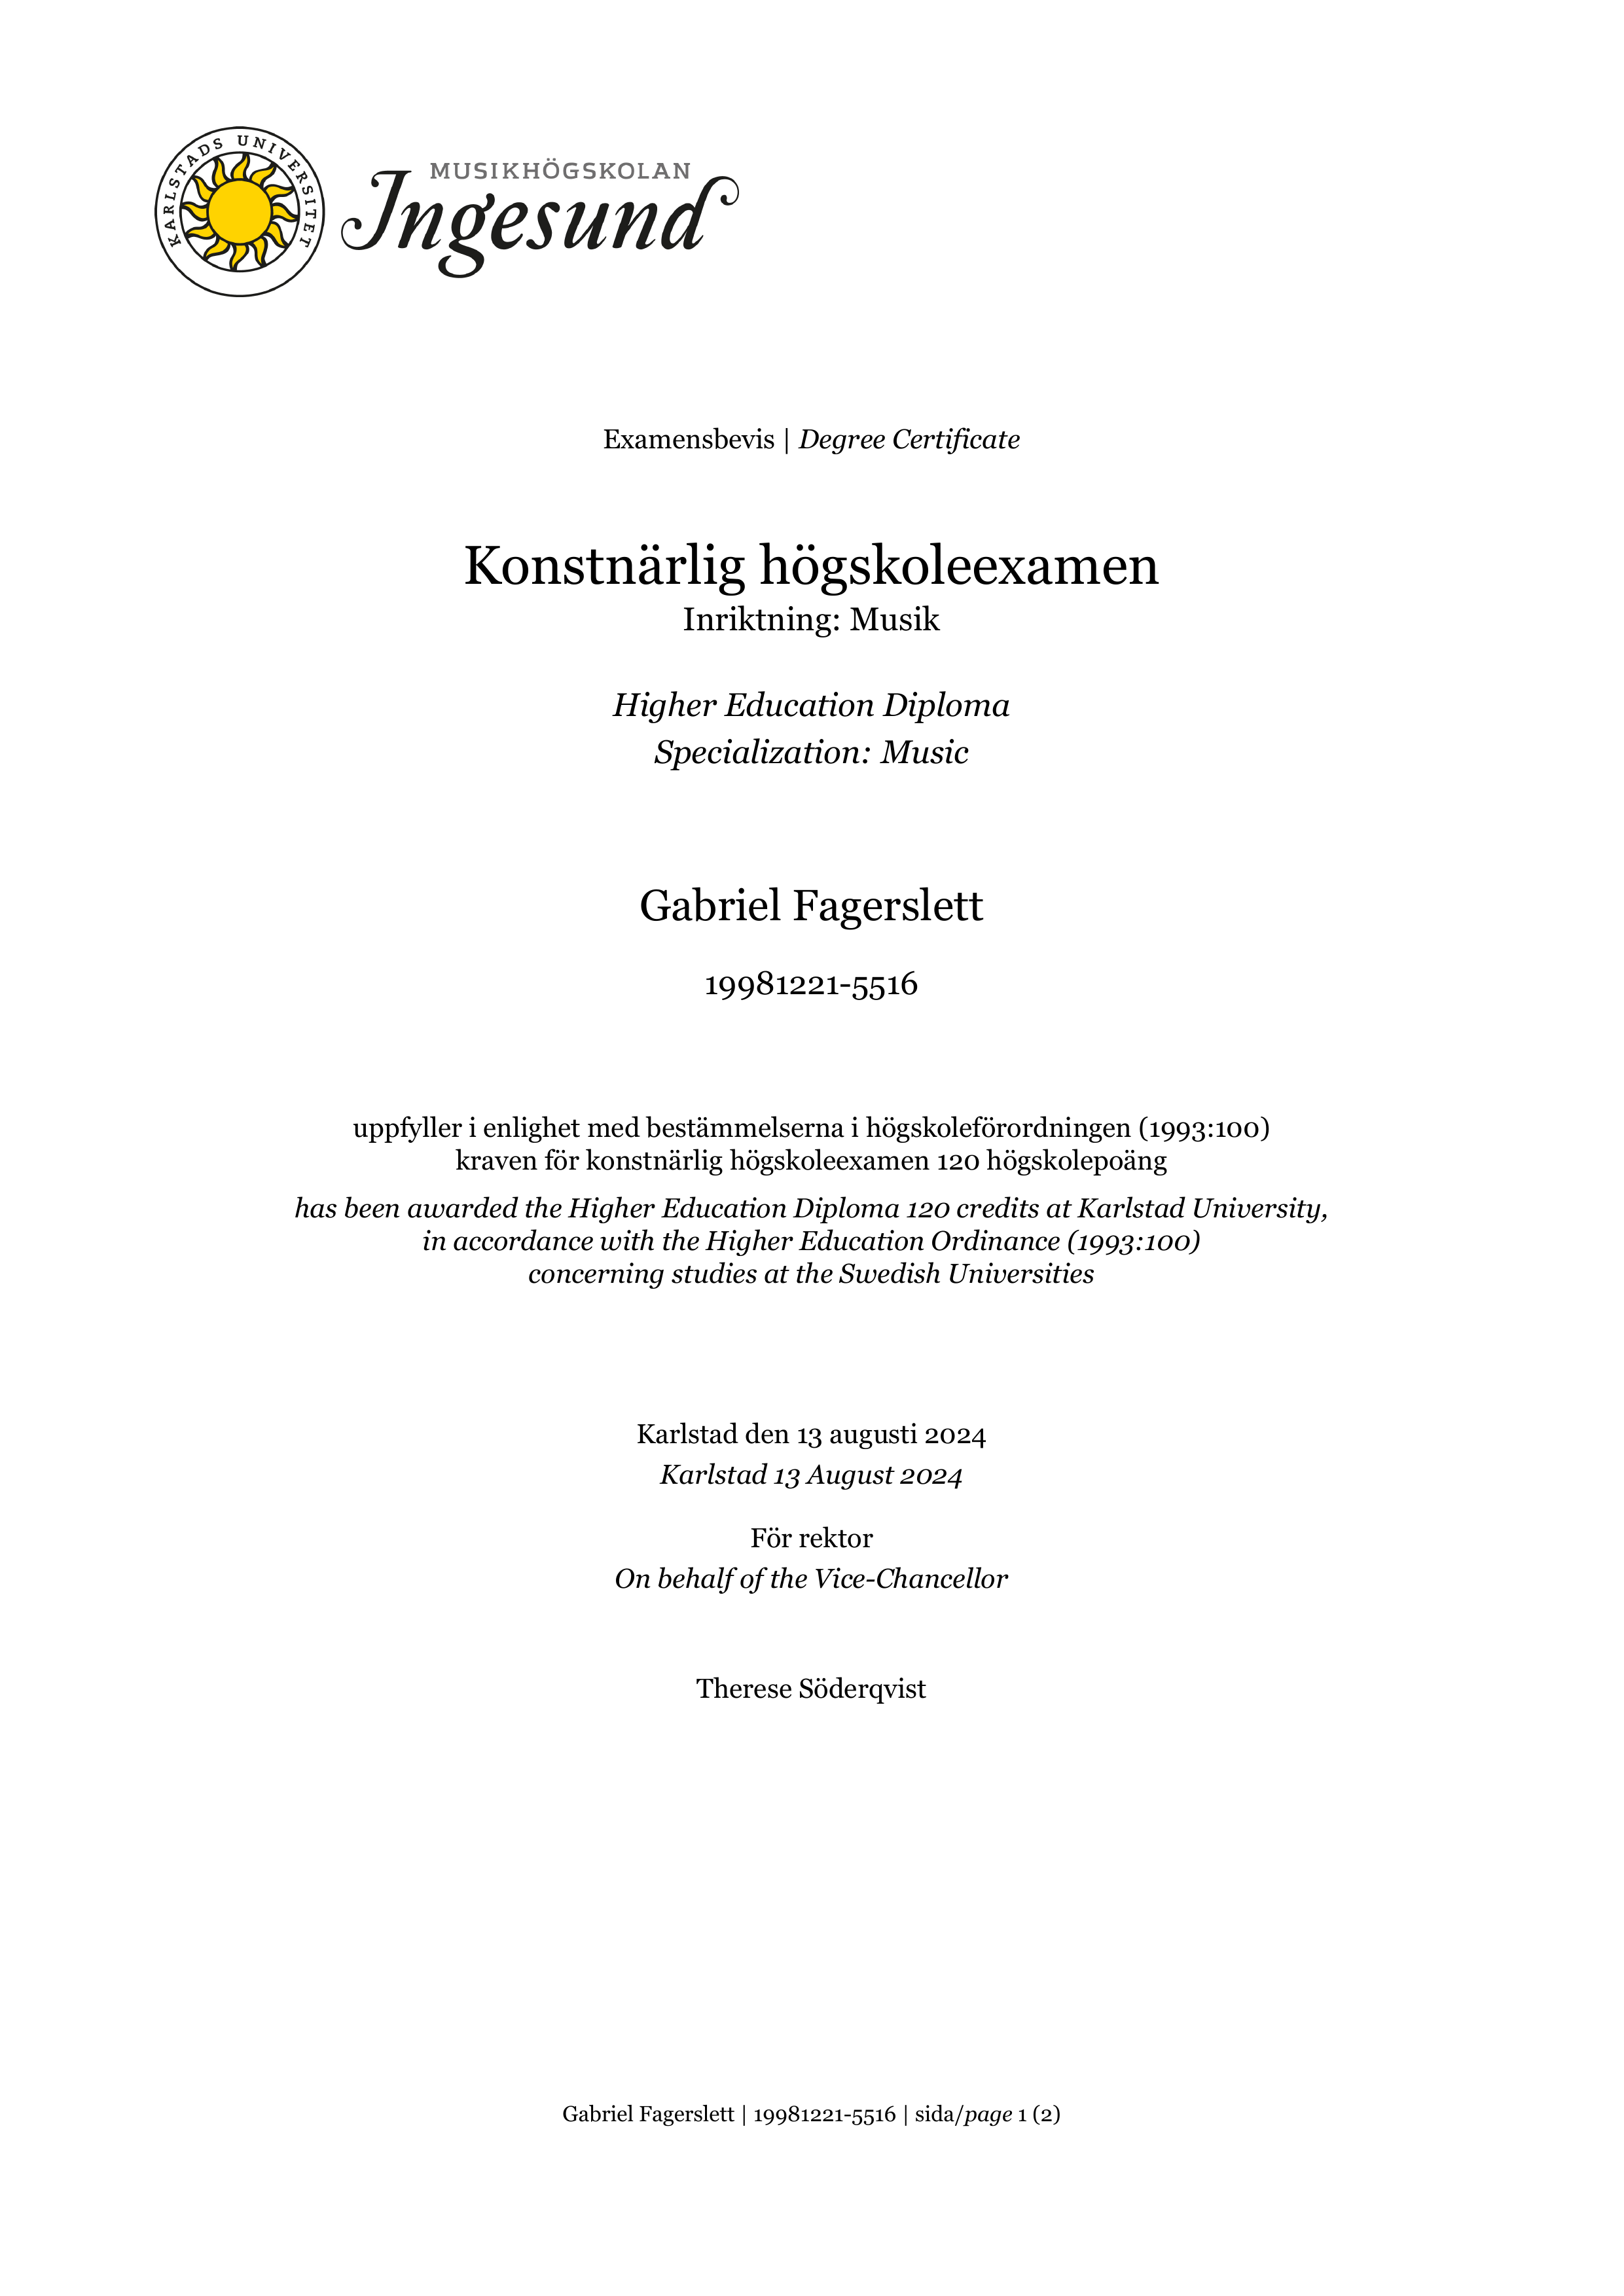 KARLSTADS UNIVERSITET
MUSIKHÖGSKOLAN
Ingesund
Examensbevis | Degree Certificate
Konstnärlig högskoleexamen
Inriktning: Musik
Higher Education Diploma
Specialization: Music
Gabriel Fagerslett
19981221-5516
uppfyller i enlighet med bestämmelserna i högskoleförordningen (1993:100)
kraven för konstnärlig högskoleexamen 120 högskolepoäng
has been awarded the Higher Education Diploma 120 credits at Karlstad University,
in accordance with the Higher Education Ordinance (1993:100)
concerning studies at the Swedish Universities
Karlstad den 13 augusti 2024
Karlstad 13 August 2024
För rektor
On behalf of the Vice-Chancellor
Therese Söderqvist
Gabriel Fagerslett | 19981221-5516 | sida/page 1 (2)